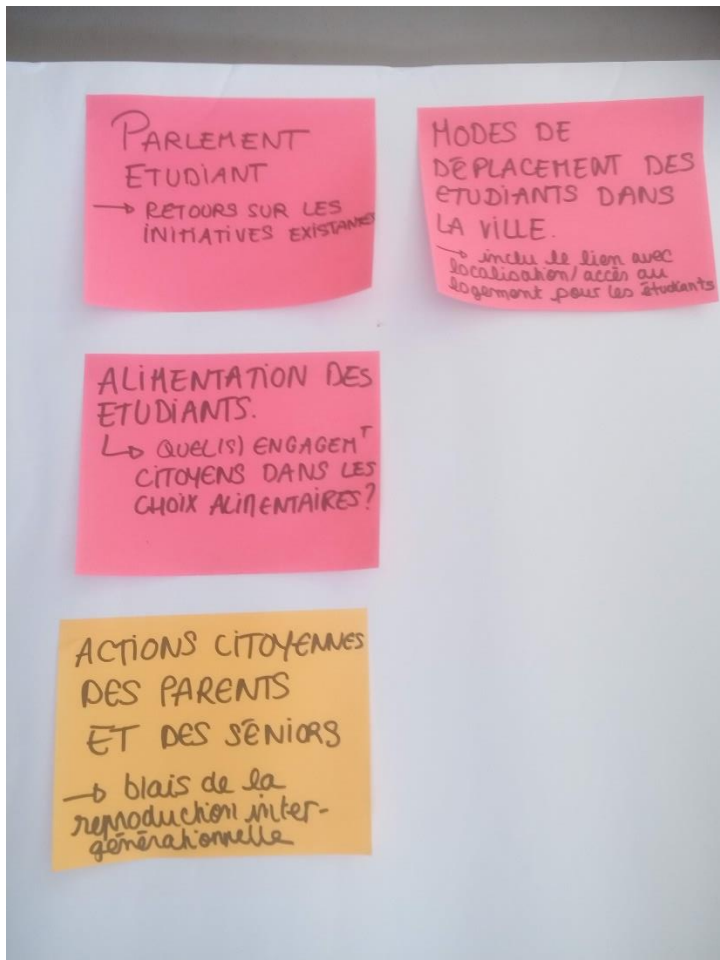 PARLEMENT
ETUDIANT
→ RETOURS SUR LES
INITIATIVES EXISTANTES
MODES DE
DÉPLACEMENT DES
ETUDIANTS DANS
LA VILLE.
→ inclu le lien avec
localisation/accès au
logement pour les étudiants
ALIMENTATION DES
ETUDIANTS.
↳ QUEL(S) ENGAGEMT
CITOYENS DANS LES
CHOIX ALIMENTAIRES?
ACTIONS CITOYENNES
DES PARENTS
ET DES SÉNIORS
→ biais de la
reproduction inter-
générationnelle